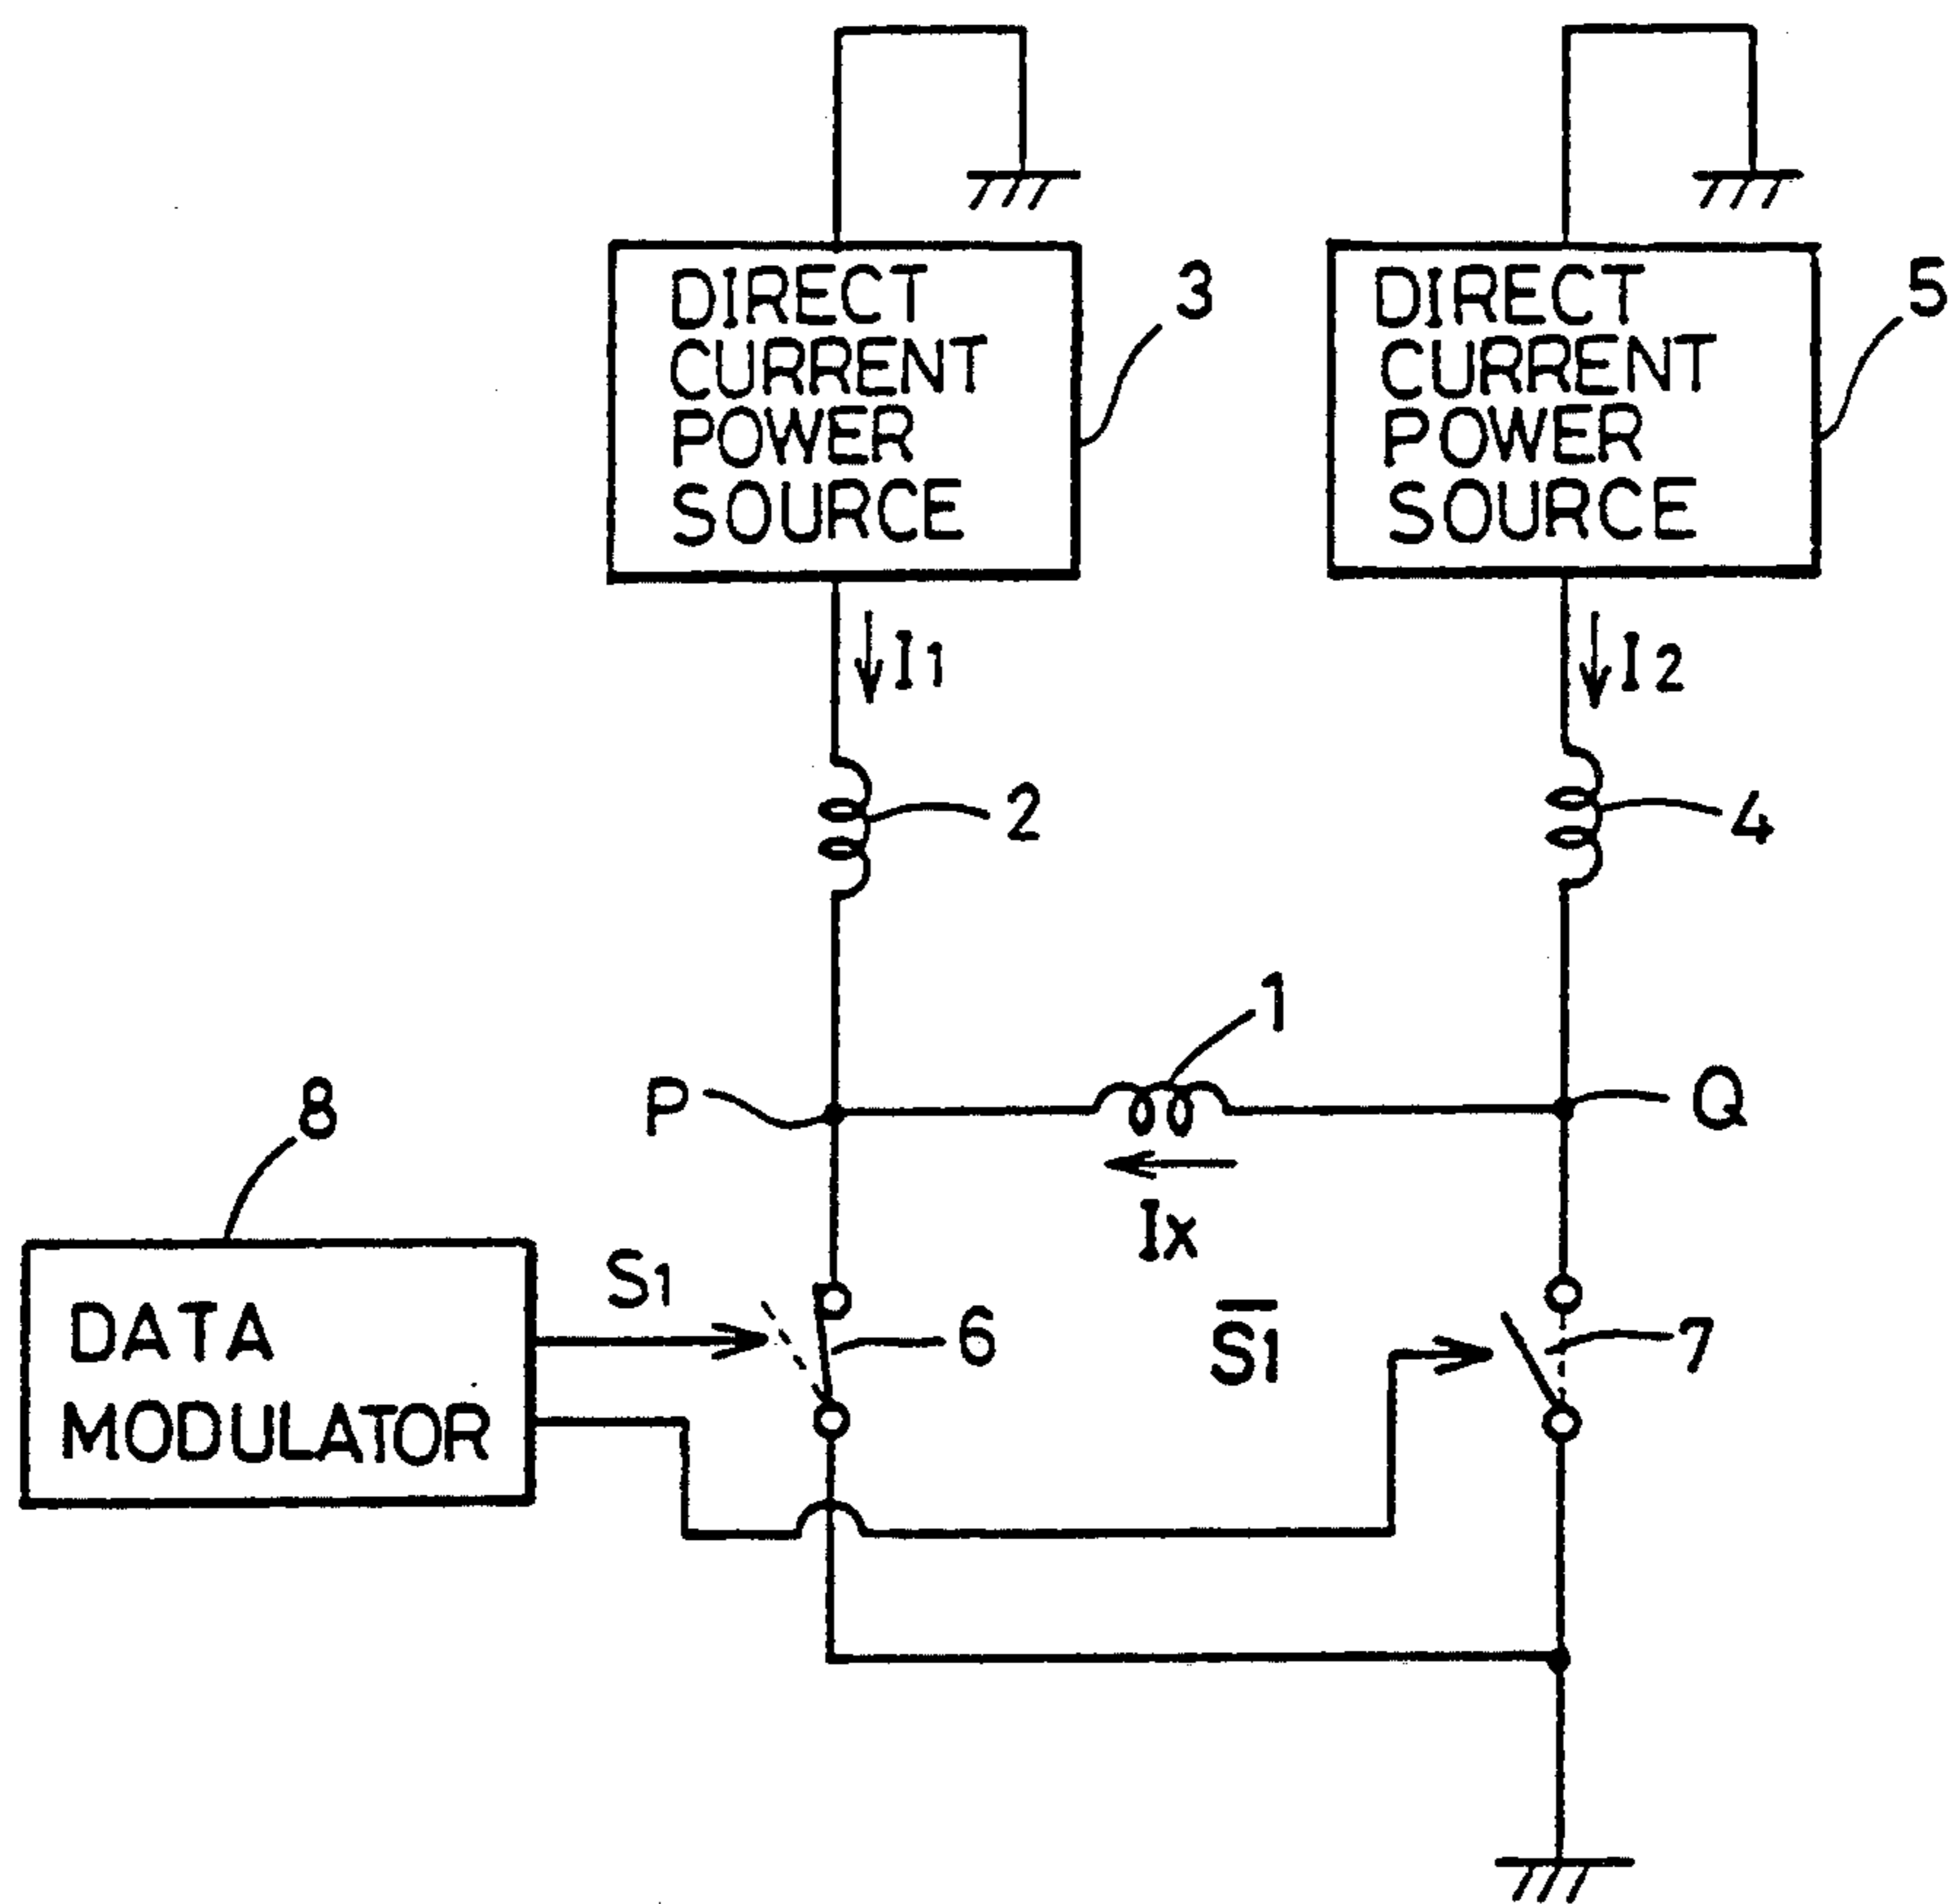 DIRECT
CURRENT
POWER
SOURCE
3
DIRECT
CURRENT
POWER
SOURCE
5
I1
I2
2
4
1
P
Q
8
Ix
DATA
MODULATOR
S1
6
S̅1̅
7